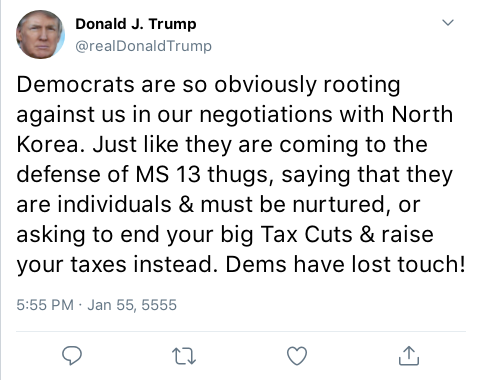 Donald J. Trump
@realDonaldTrump
Democrats are so obviously rooting
against us in our negotiations with North
Korea. Just like they are coming to the
defense of MS 13 thugs, saying that they
are individuals & must be nurtured, or
asking to end your big Tax Cuts & raise
your taxes instead. Dems have lost touch!
5:55 PM · Jan 55, 5555